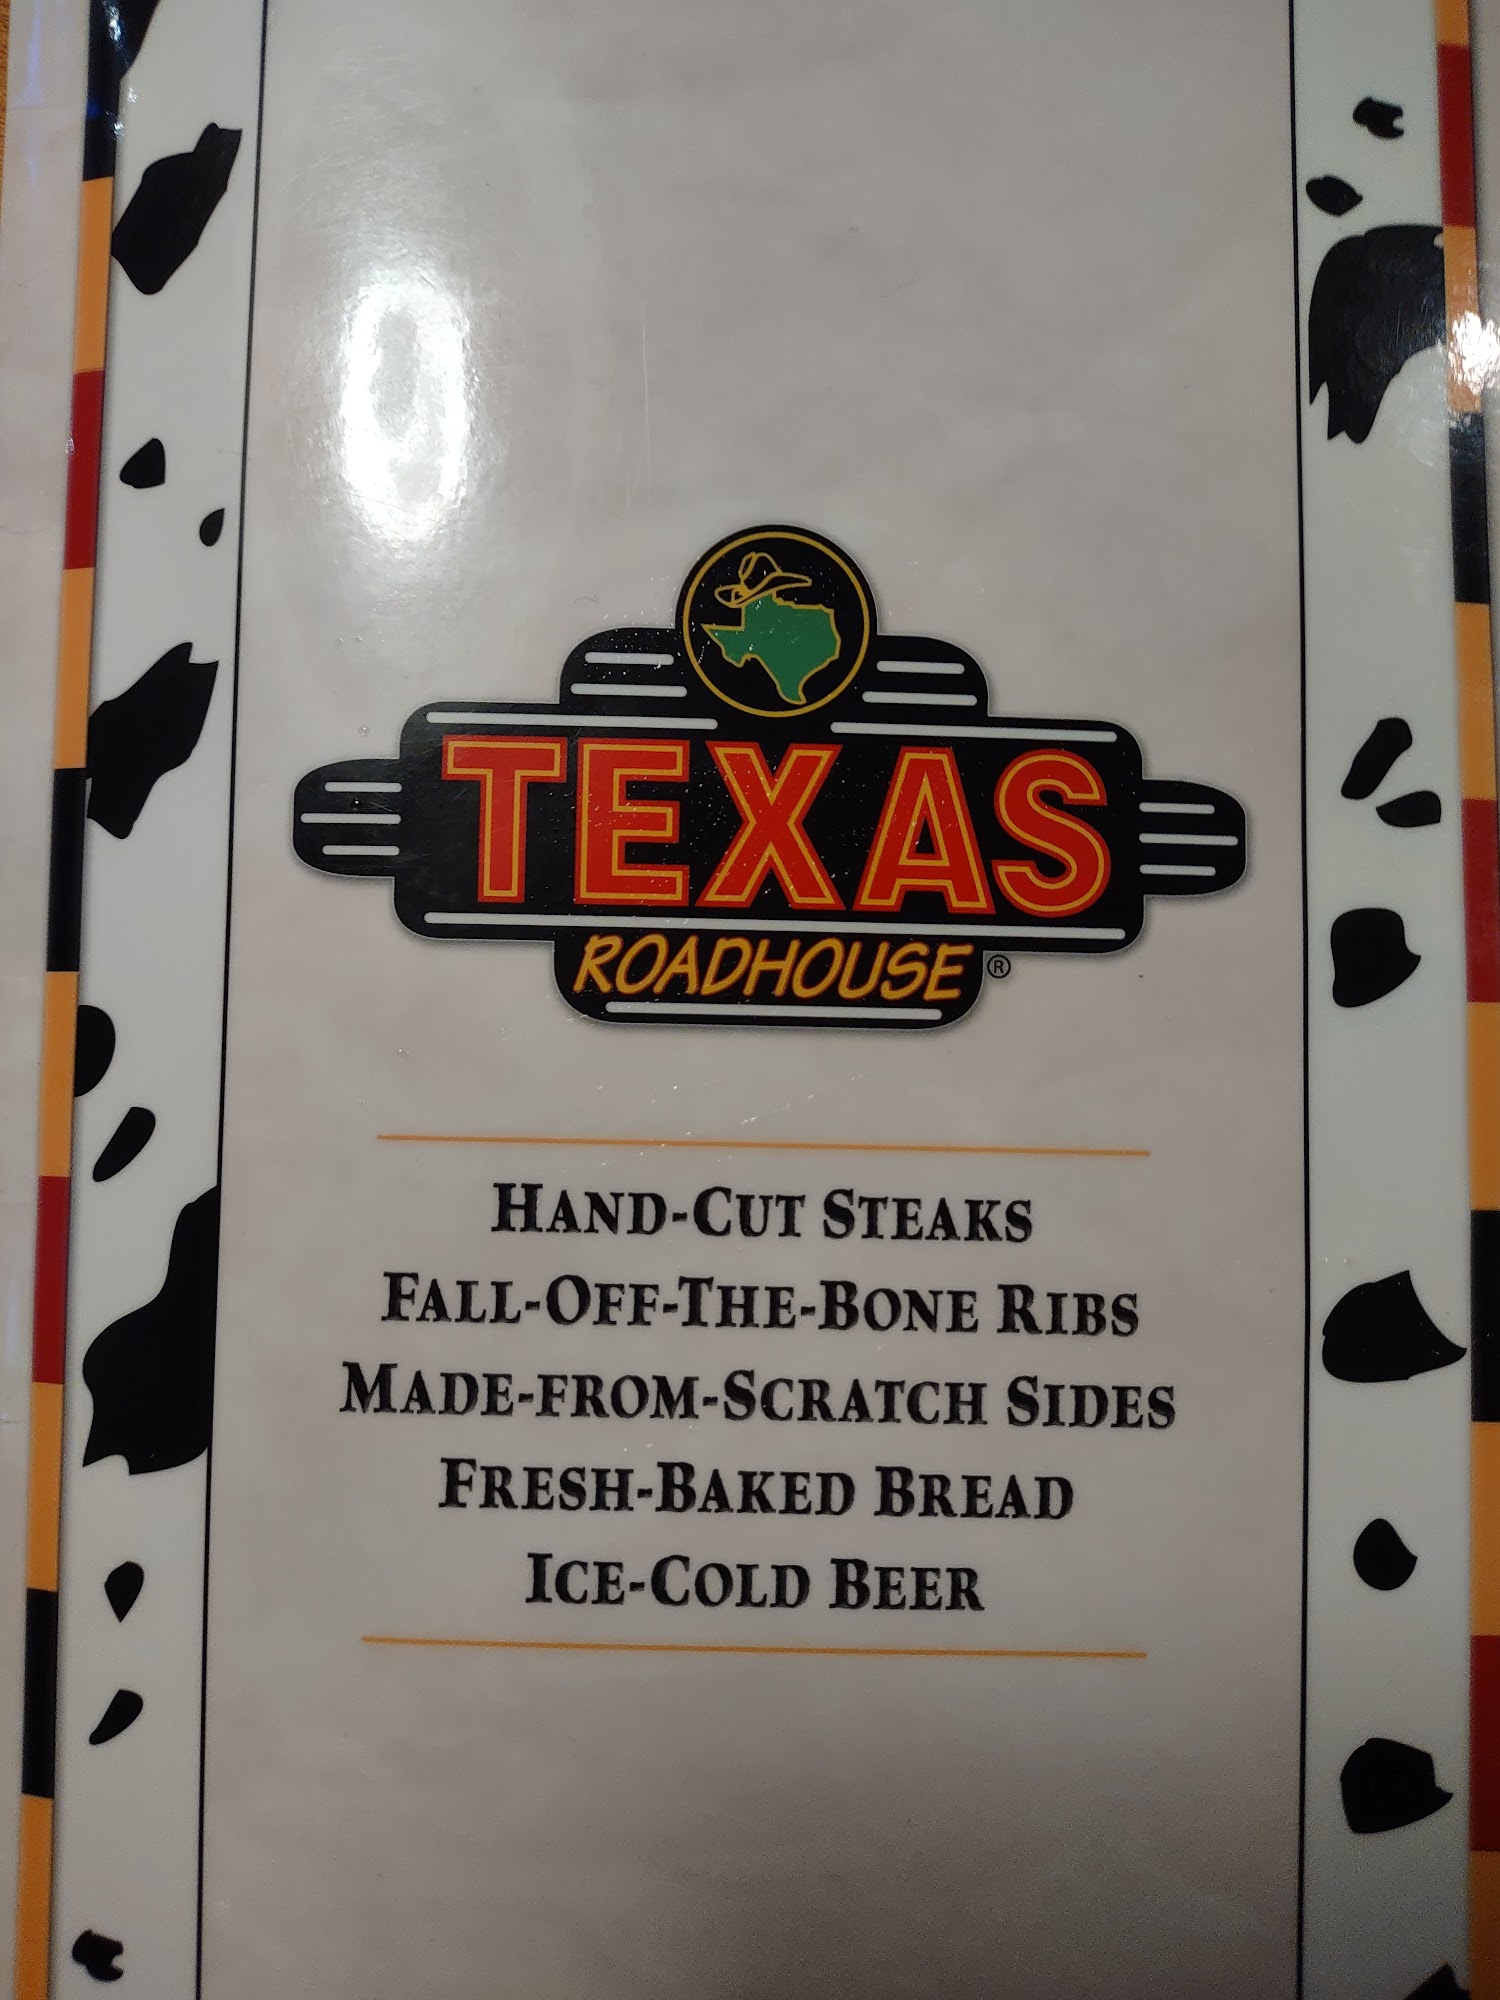 TEXAS
ROADHOUSE®
HAND-CUT STEAKS
FALL-OFF-THE-BONE RIBS
MADE-FROM-SCRATCH SIDES
FRESH-BAKED BREAD
ICE-COLD BEER